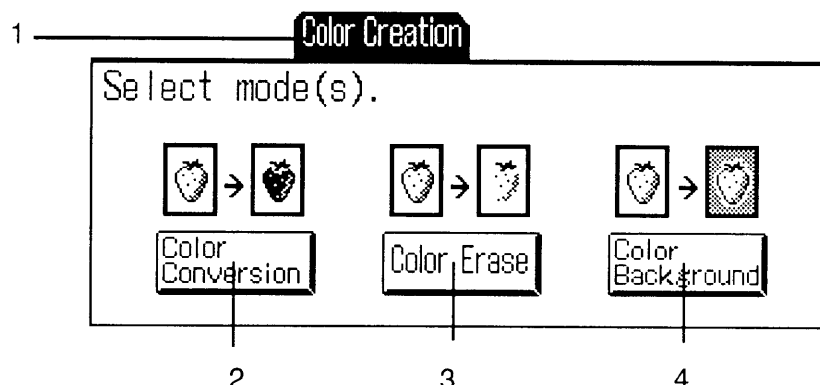 1
Color Creation
Select mode(s).
Color
Conversion
Color Erase
Color
Background
2
3
4